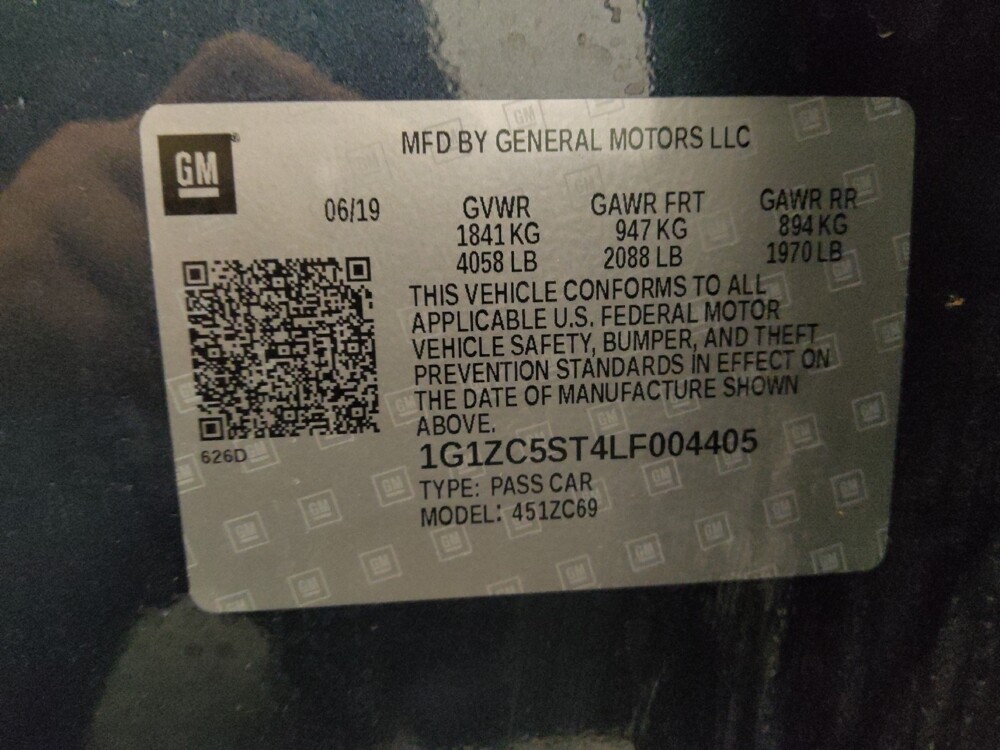 MFD BY GENERAL MOTORS LLC
GM
06/19 GVWR GAWR FRT GAWR RR
1841 KG 947 KG 894 KG
4058 LB 2088 LB 1970 LB
THIS VEHICLE CONFORMS TO ALL
APPLICABLE U.S. FEDERAL MOTOR
VEHICLE SAFETY, BUMPER, AND THEFT
PREVENTION STANDARDS IN EFFECT ON
THE DATE OF MANUFACTURE SHOWN
ABOVE.
626D
1G1ZC5ST4LF004405
TYPE: PASS CAR
MODEL: 451ZC69